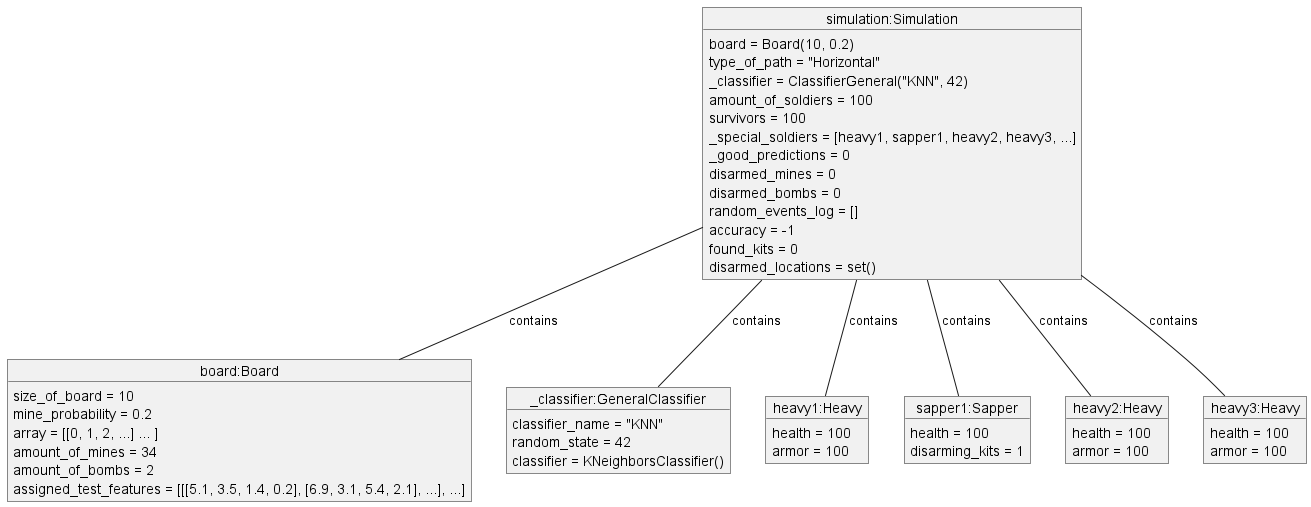 simulation:Simulation
board = Board(10, 0.2)
type_of_path = "Horizontal"
_classifier = ClassifierGeneral("KNN", 42)
amount_of_soldiers = 100
survivors = 100
_special_soldiers = [heavy1, sapper1, heavy2, heavy3, ...]
_good_predictions = 0
disarmed_mines = 0
disarmed_bombs = 0
random_events_log = []
accuracy = -1
found_kits = 0
disarmed_locations = set()
contains
contains
contains
contains
contains
contains
board:Board
size_of_board = 10
mine_probability = 0.2
array = [[0, 1, 2, ...] ... ]
amount_of_mines = 34
amount_of_bombs = 2
assigned_test_features = [[[5.1, 3.5, 1.4, 0.2], [6.9, 3.1, 5.4, 2.1], ...], ...]
_classifier:GeneralClassifier
classifier_name = "KNN"
random_state = 42
classifier = KNeighborsClassifier()
heavy1:Heavy
health = 100
armor = 100
sapper1:Sapper
health = 100
disarming_kits = 1
heavy2:Heavy
health = 100
armor = 100
heavy3:Heavy
health = 100
armor = 100